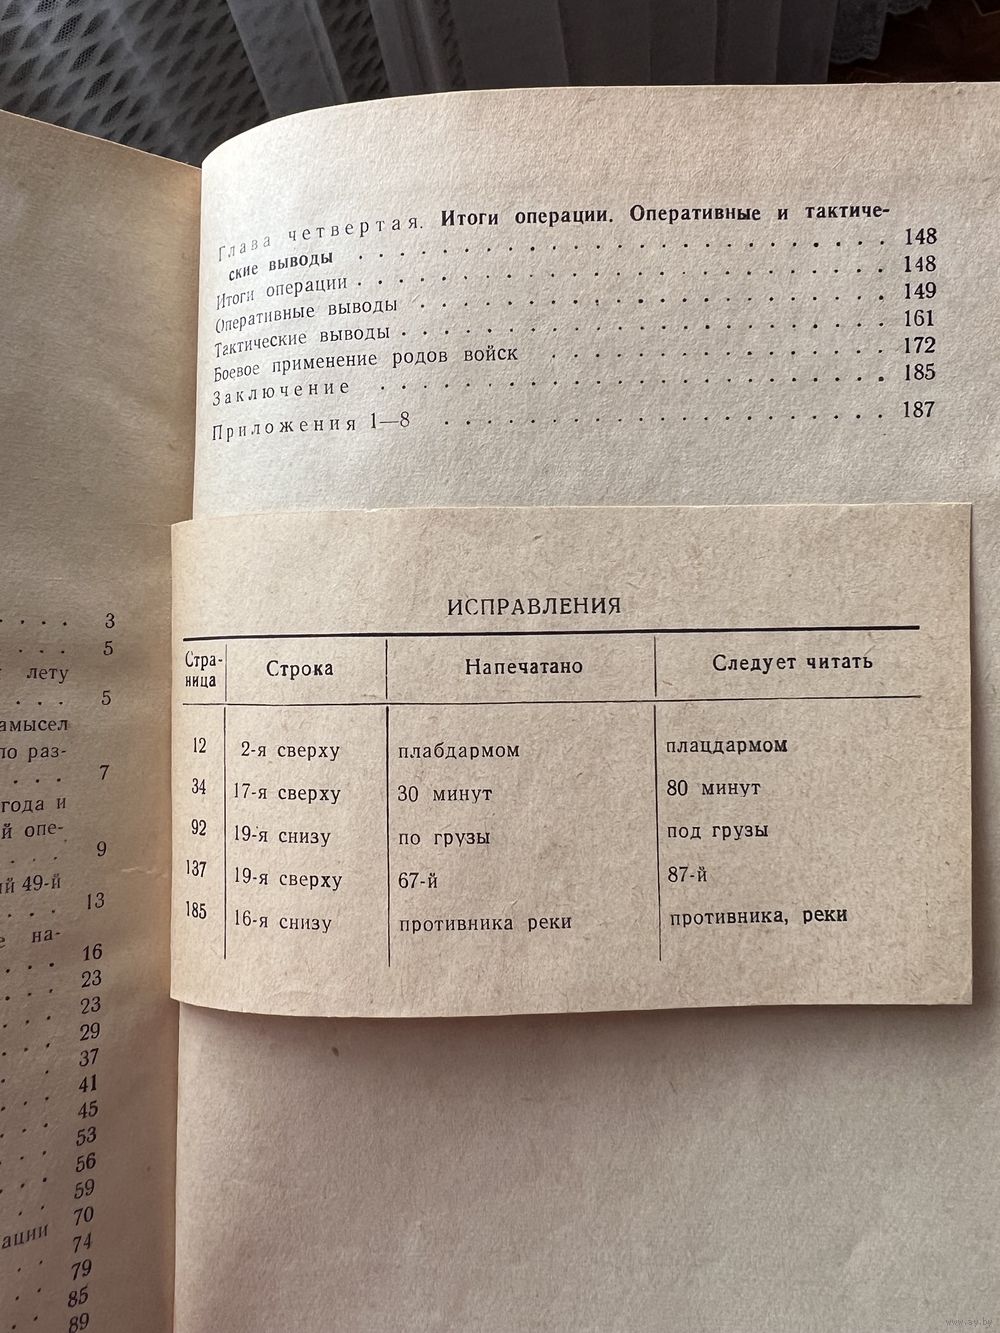 3
5
лету
5
амысел
по раз-
7
года и
й опе-
9
ий 49-й
13
е на-
16
23
23
29
37
41
45
53
56
59
70
ации
74
79
85
89
Глава четвертая. Итоги операции. Оперативные и тактиче-
ские выводы . . . . . . . . . . . . . . . . . . . . 148
Итоги операции . . . . . . . . . . . . . . . . . . . . 148
Оперативные выводы . . . . . . . . . . . . . . . . . . 149
Тактические выводы . . . . . . . . . . . . . . . . . . . 161
Боевое применение родов войск . . . . . . . . . . . . . 172
Заключение . . . . . . . . . . . . . . . . . . . 185
Приложения 1—8 . . . . . . . . . . . . . . . . . 187
ИСПРАВЛЕНИЯ
Стра-
ница Строка Напечатано Следует читать
12 2-я сверху плабдармом плацдармом
34 17-я сверху 30 минут 80 минут
92 19-я снизу по грузы под грузы
137 19-я сверху 67-й 87-й
185 16-я снизу противника реки противника, реки
www.ay.by